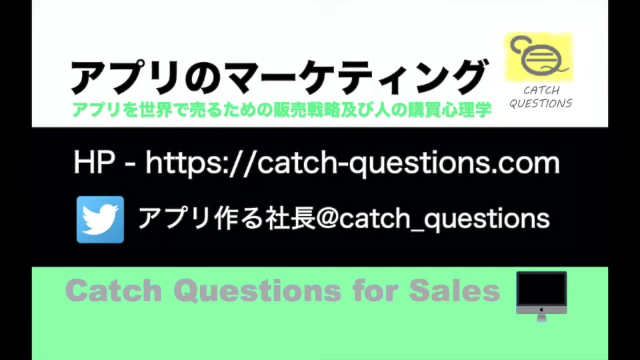 アプリのマーケティング
アプリを世界で売るための販売戦略及び人の購買心理学
CATCH
QUESTIONS
HP - https://catch-questions.com
アプリ作る社長@catch_questions
Catch Questions for Sales